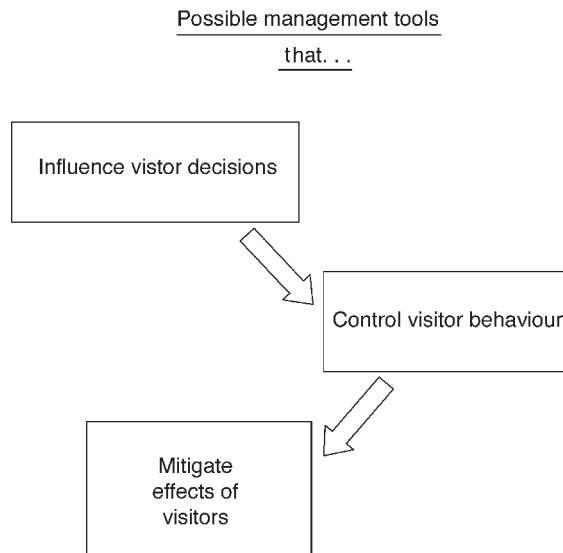 Possible management tools
that. . .
Influence vistor decisions
Control visitor behaviour
Mitigate
effects of
visitors